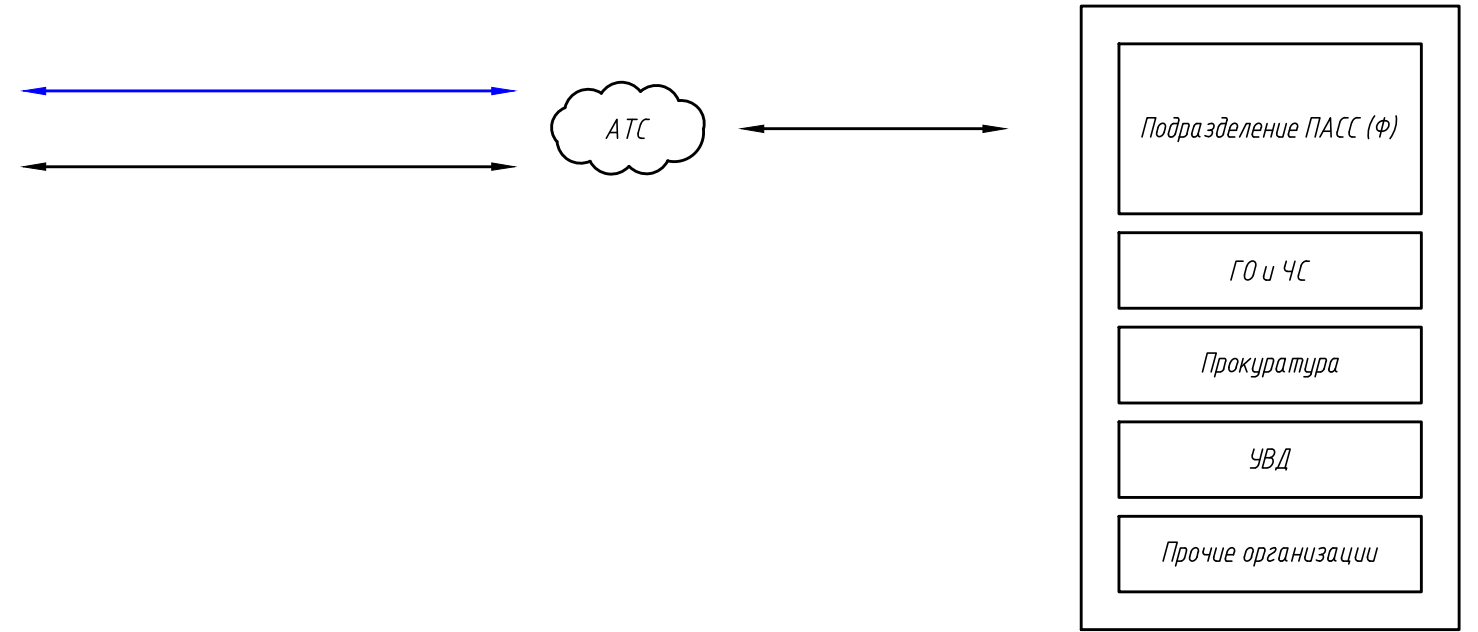 АТС
Подразделение ПАСС (Ф)
ГО и ЧС
Прокуратура
УВД
Прочие организации